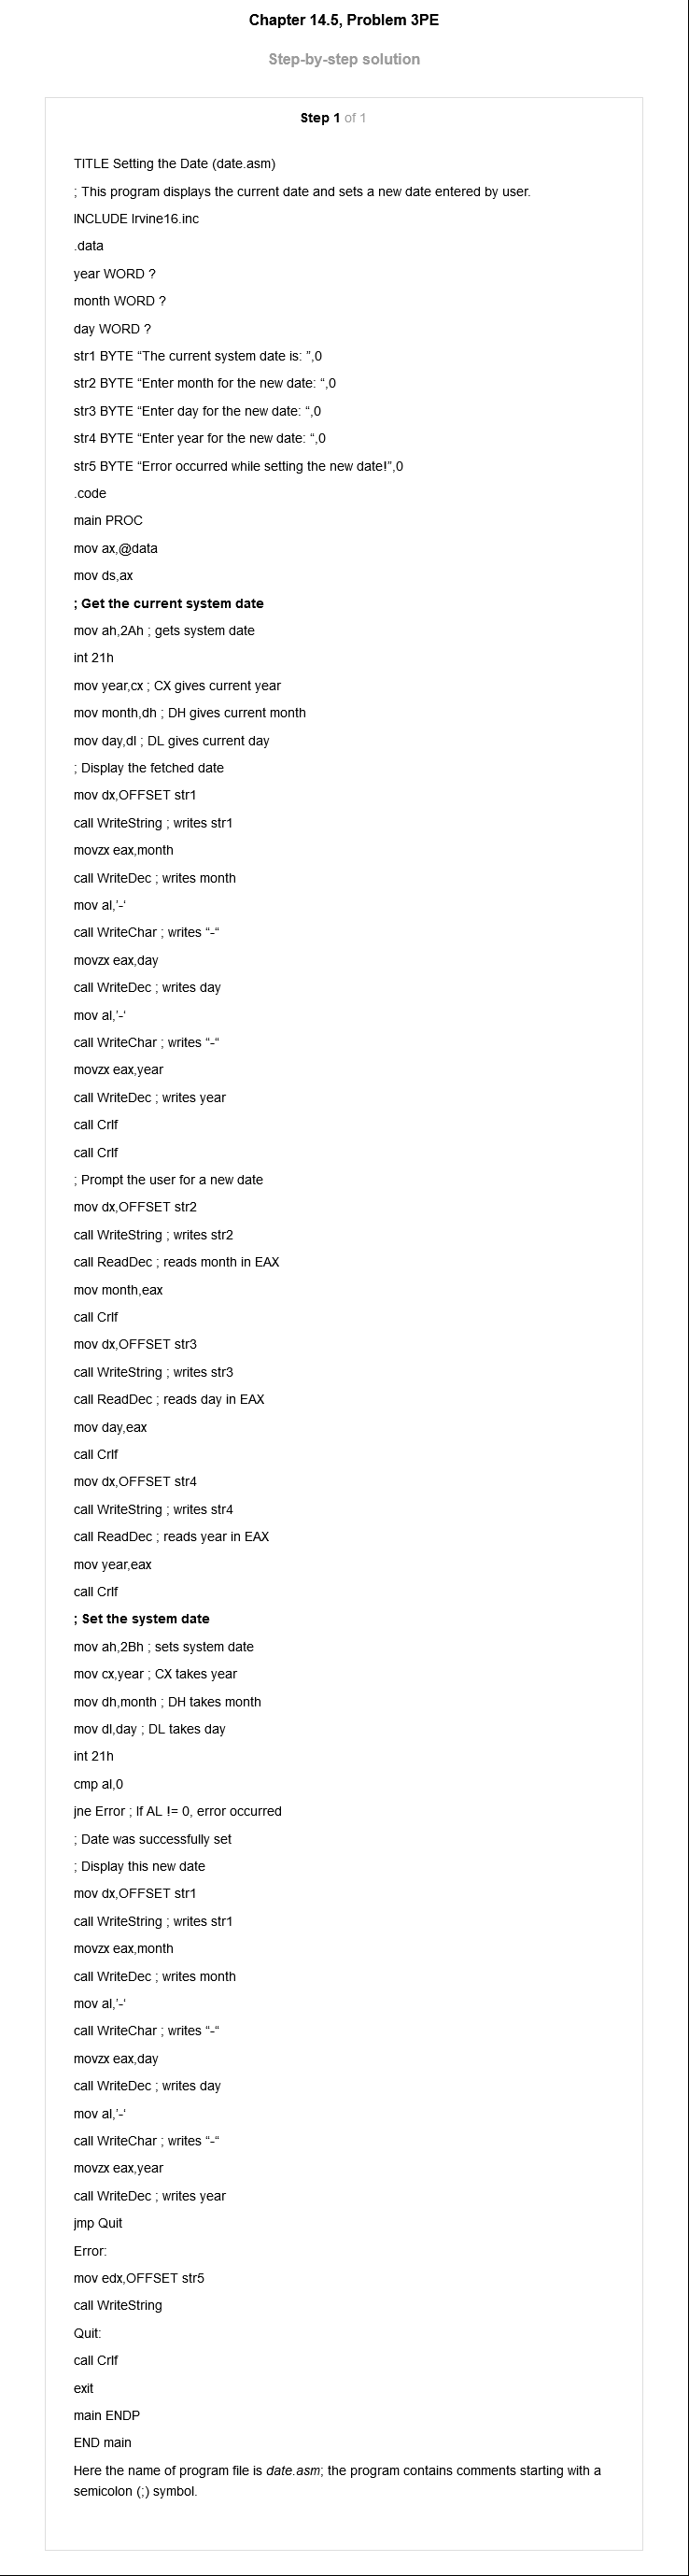 Chapter 14.5, Problem 3PE
Step-by-step solution
Step 1 of 1
TITLE Setting the Date (date.asm)
; This program displays the current date and sets a new date entered by user.
INCLUDE Irvine16.inc
.data
year WORD ?
month WORD ?
day WORD ?
str1 BYTE “The current system date is: ”,0
str2 BYTE “Enter month for the new date: “,0
str3 BYTE “Enter day for the new date: “,0
str4 BYTE “Enter year for the new date: “,0
str5 BYTE “Error occurred while setting the new date!”,0
.code
main PROC
mov ax,@data
mov ds,ax
; Get the current system date
mov ah,2Ah ; gets system date
int 21h
mov year,cx ; CX gives current year
mov month,dh ; DH gives current month
mov day,dl ; DL gives current day
; Display the fetched date
mov dx,OFFSET str1
call WriteString ; writes str1
movzx eax,month
call WriteDec ; writes month
mov al,’-‘
call WriteChar ; writes “-“
movzx eax,day
call WriteDec ; writes day
mov al,’-‘
call WriteChar ; writes “-“
movzx eax,year
call WriteDec ; writes year
call Crlf
call Crlf
; Prompt the user for a new date
mov dx,OFFSET str2
call WriteString ; writes str2
call ReadDec ; reads month in EAX
mov month,eax
call Crlf
mov dx,OFFSET str3
call WriteString ; writes str3
call ReadDec ; reads day in EAX
mov day,eax
call Crlf
mov dx,OFFSET str4
call WriteString ; writes str4
call ReadDec ; reads year in EAX
mov year,eax
call Crlf
; Set the system date
mov ah,2Bh ; sets system date
mov cx,year ; CX takes year
mov dh,month ; DH takes month
mov dl,day ; DL takes day
int 21h
cmp al,0
jne Error ; If AL != 0, error occurred
; Date was successfully set
; Display this new date
mov dx,OFFSET str1
call WriteString ; writes str1
movzx eax,month
call WriteDec ; writes month
mov al,’-‘
call WriteChar ; writes “-“
movzx eax,day
call WriteDec ; writes day
mov al,’-‘
call WriteChar ; writes “-“
movzx eax,year
call WriteDec ; writes year
jmp Quit
Error:
mov edx,OFFSET str5
call WriteString
Quit:
call Crlf
exit
main ENDP
END main
Here the name of program file is date.asm; the program contains comments starting with a
semicolon (;) symbol.